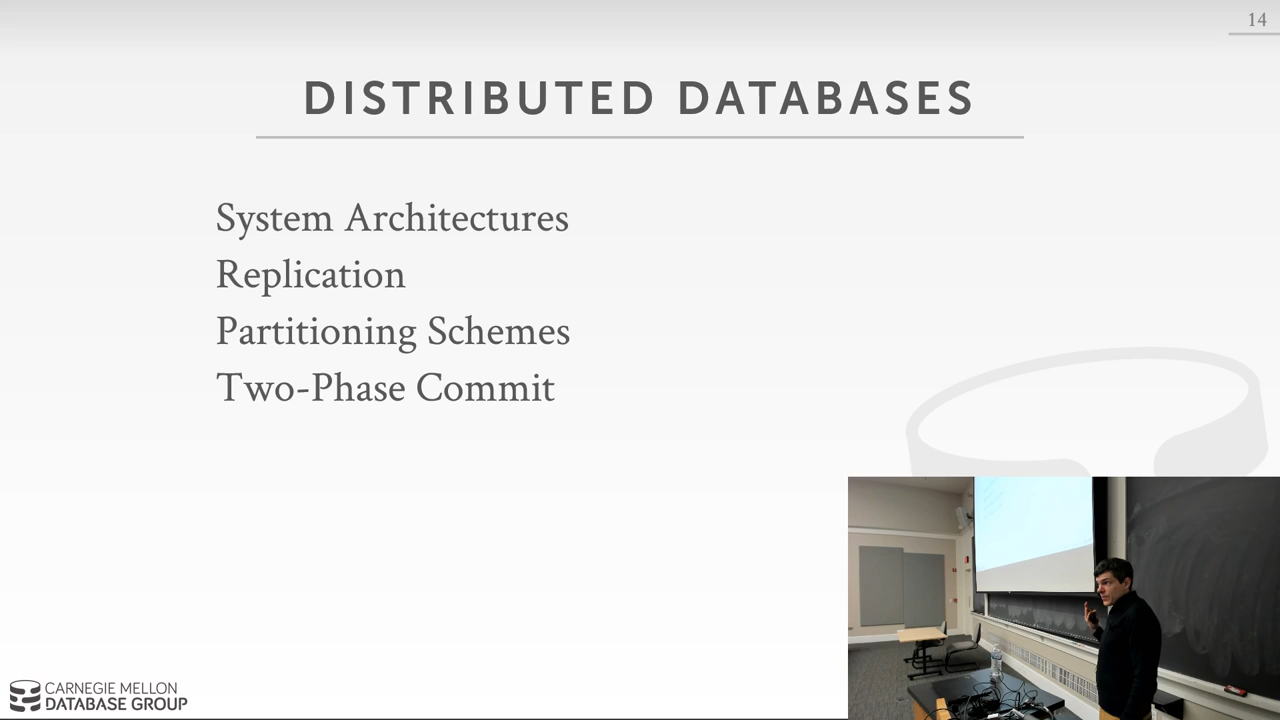 14
DISTRIBUTED DATABASES
System Architectures
Replication
Partitioning Schemes
Two-Phase Commit
CARNEGIE MELLON
DATABASE GROUP